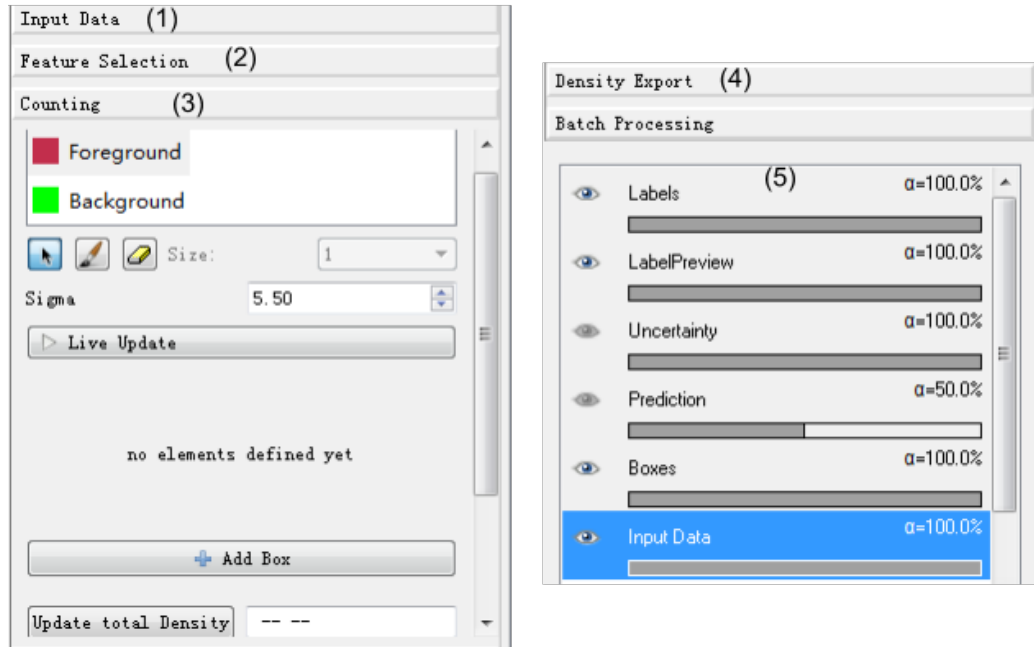 Input Data (1)
Feature Selection (2)
Counting (3)
Foreground
Background
Size: 1
Sigma 5.50
Live Update
no elements defined yet
Add Box
Update total Density -- --
Density Export (4)
Batch Processing
(5)
Labels α=100.0%
LabelPreview α=100.0%
Uncertainty α=100.0%
Prediction α=50.0%
Boxes α=100.0%
Input Data α=100.0%